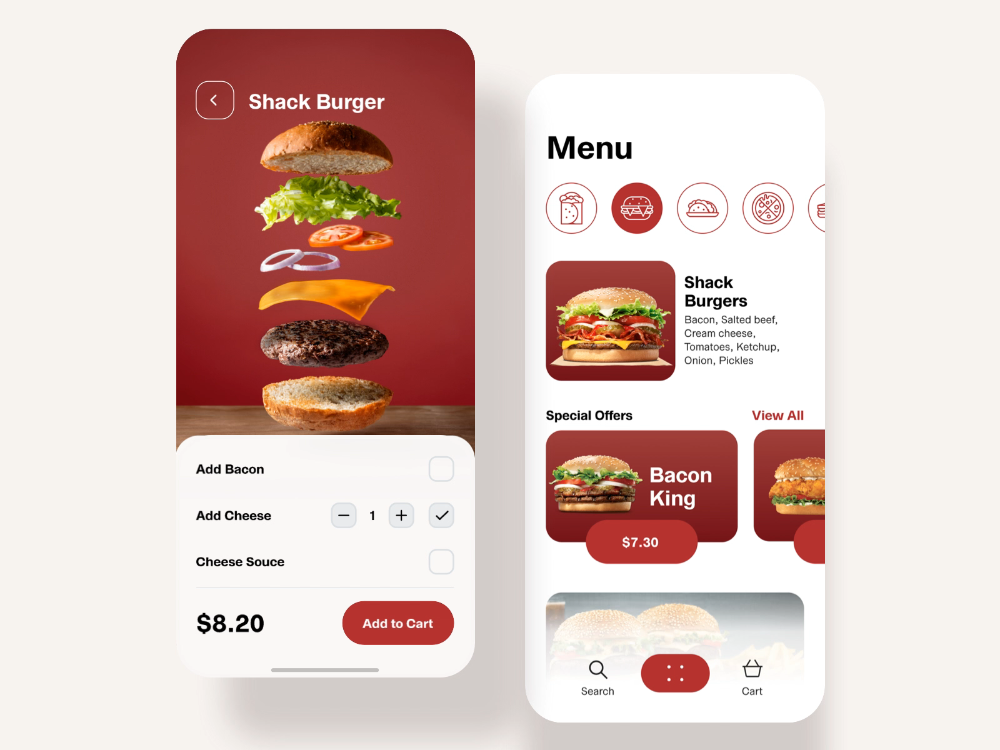 Shack Burger
Add Bacon
Add Cheese
1
Cheese Souce
$8.20
Add to Cart
Menu
Shack
Burgers
Bacon, Salted beef,
Cream cheese,
Tomatoes, Ketchup,
Onion, Pickles
Special Offers
View All
Bacon
King
$7.30
Search
Cart